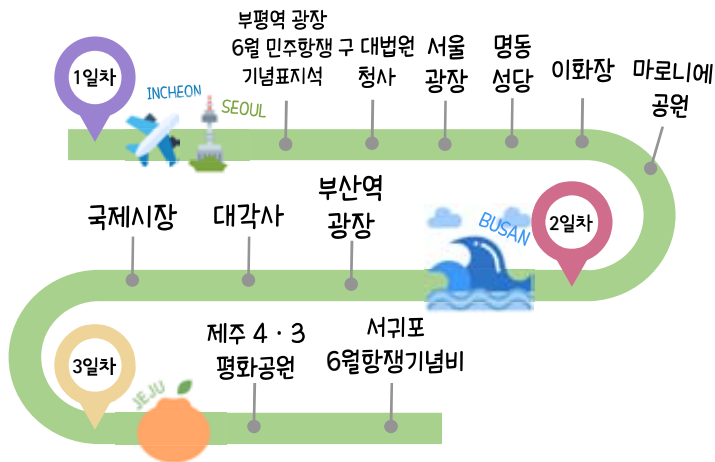 1일차
INCHEON
SEOUL
부평역 광장
6월 민주항쟁
기념표지석
구 대법원
청사
서울
광장
명동
성당
이화장
마로니에
공원
2일차
BUSAN
부산역
광장
대각사
국제시장
3일차
JEJU
제주 4 · 3
평화공원
서귀포
6월항쟁기념비